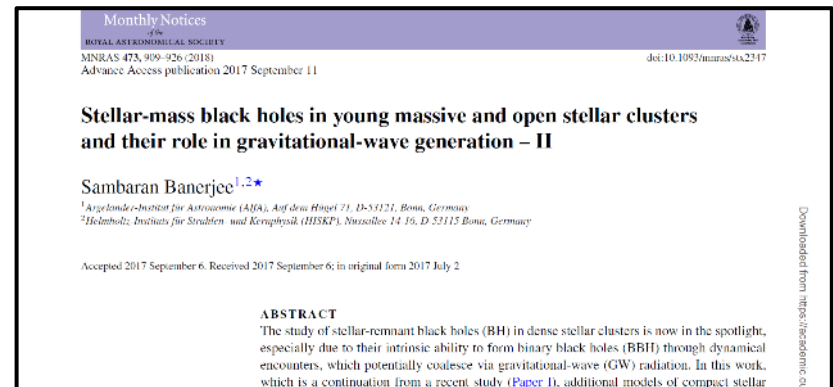 Monthly Notices
of the
ROYAL ASTRONOMICAL SOCIETY
MNRAS 473, 909–926 (2018)
doi:10.1093/mnras/stx2347
Advance Access publication 2017 September 11
Stellar-mass black holes in young massive and open stellar clusters
and their role in gravitational-wave generation – II
Sambaran Banerjee1,2★
1Argelander-Institut für Astronomie (AIfA), Auf dem Hügel 71, D-53121, Bonn, Germany
2Helmholtz-Instituts für Strahlen- und Kernphysik (HISKP), Nussallee 14-16, D-53115 Bonn, Germany
Accepted 2017 September 6. Received 2017 September 6; in original form 2017 July 2
ABSTRACT
The study of stellar-remnant black holes (BH) in dense stellar clusters is now in the spotlight,
especially due to their intrinsic ability to form binary black holes (BBH) through dynamical
encounters, which potentially coalesce via gravitational-wave (GW) radiation. In this work,
which is a continuation from a recent study (Paper I), additional models of compact stellar
Downloaded from https://academic.ou